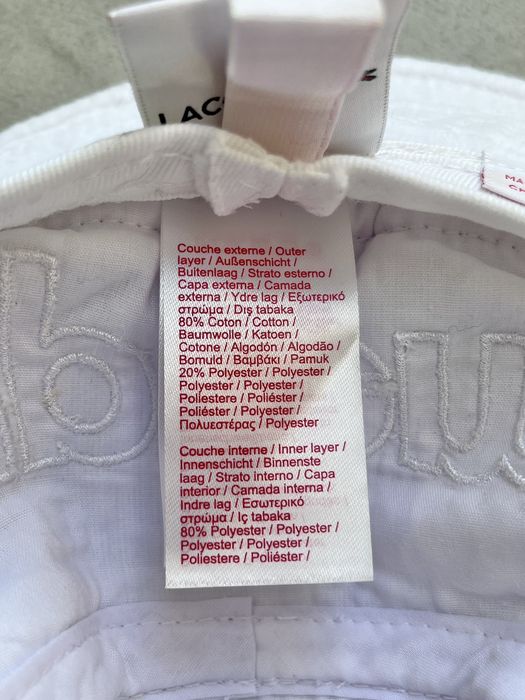 LAC
MA
Couche externe / Outer
layer / Außenschicht /
Buitenlaag / Strato esterno /
Capa externa / Camada
externa / Ydre lag / Εξωτερικό
στρώμα / Dış tabaka
80% Coton / Cotton /
Baumwolle / Katoen /
Cotone / Algodón / Algodão /
Bomuld / Βαμβάκι / Pamuk
20% Polyester / Polyester /
Polyester / Polyester /
Poliestere / Poliéster /
Poliéster / Polyester /
Πολυεστέρας / Polyester
Couche interne / Inner layer /
Innenschicht / Binnenste
laag / Strato interno / Capa
interior / Camada interna /
Indre lag / Εσωτερικό
στρώμα / Iç tabaka
80% Polyester / Polyester /
Polyester / Polyester /
Poliestere / Poliéster /